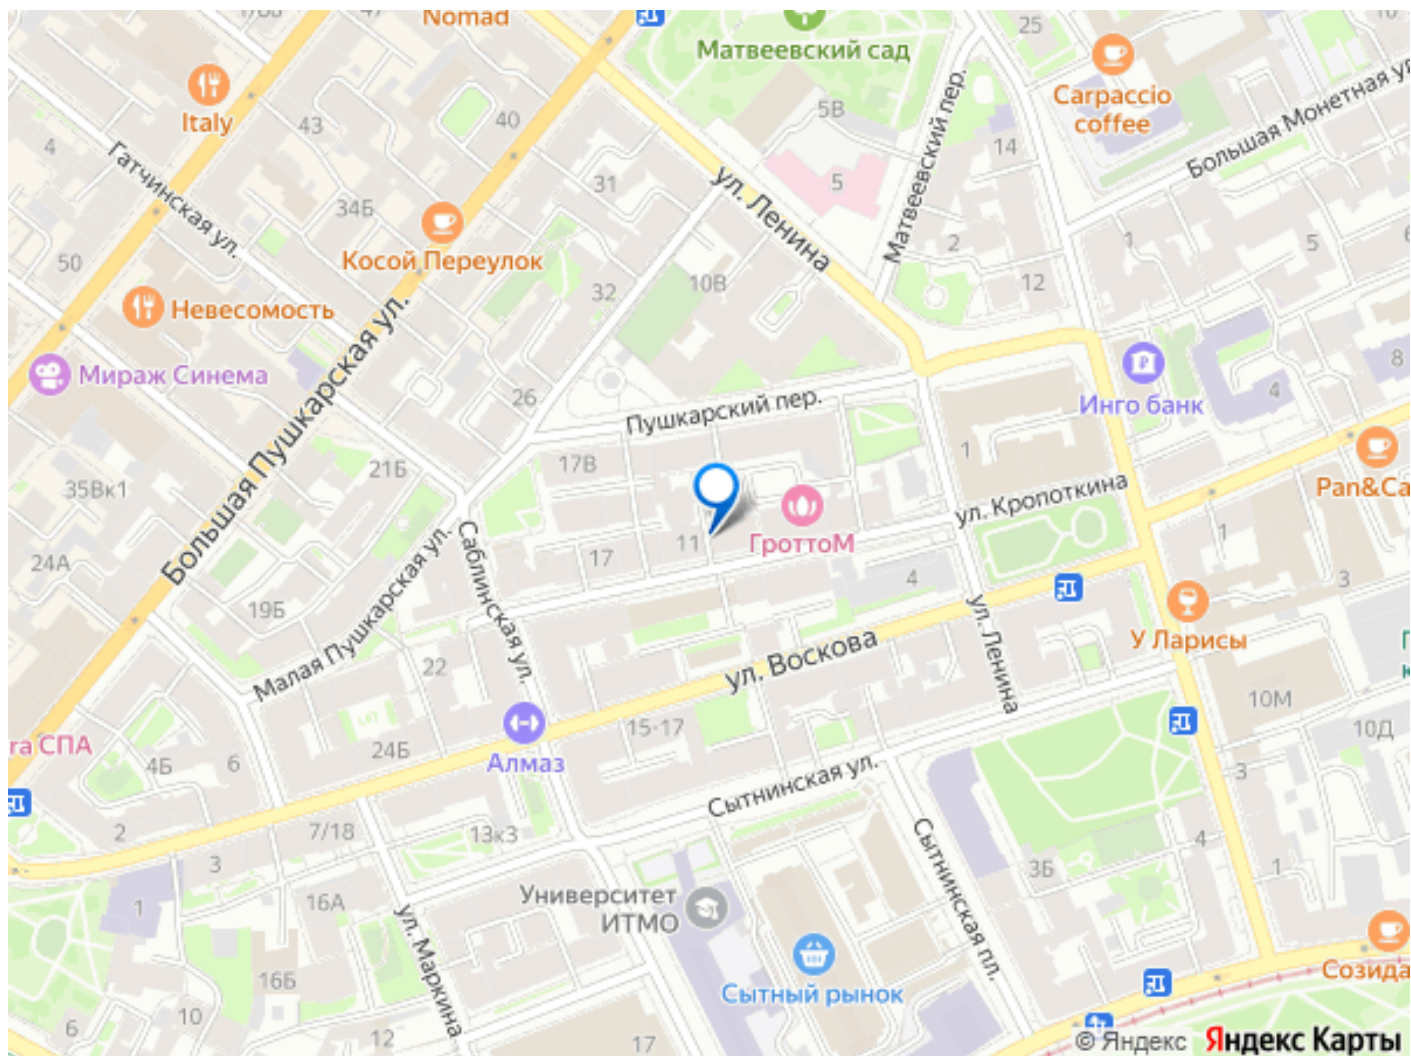 Nomad
47
Матвеевский сад
25
10
Carpaccio
coffee
Italy
43
40
5В
Большая Монетная ул
4
Гатчинская ул.
Матвеевский пер.
14
31
5
ул. Ленина
34Б
Косой Переулок
2
1
5
50
10В
12
32
Невесомость
Мираж Синема
8
Инго банк
4
26
Пушкарский пер.
Большая Пушкарская ул.
21Б
17В
1
35Вк1
Pan&Ca
ул. Кропоткина
Малая Пушкарская ул.
Саблинская ул.
11
ГроттоМ
17
1
24А
4
3
19Б
ул. Ленина
У Ларисы
ул. Воскова
22
10М
15-17
10Д
ra СПА
24Б
Алмаз
4Б
6
3
Сытнинская ул.
2
7/18
13к3
4
3
Сытнинская пл.
3Б
1
Университет
ИТМО
16А
1
ул. Маркина
16Б
Сытный рынок
Созида
10
6
12
17
© Яндекс Яндекс Карты